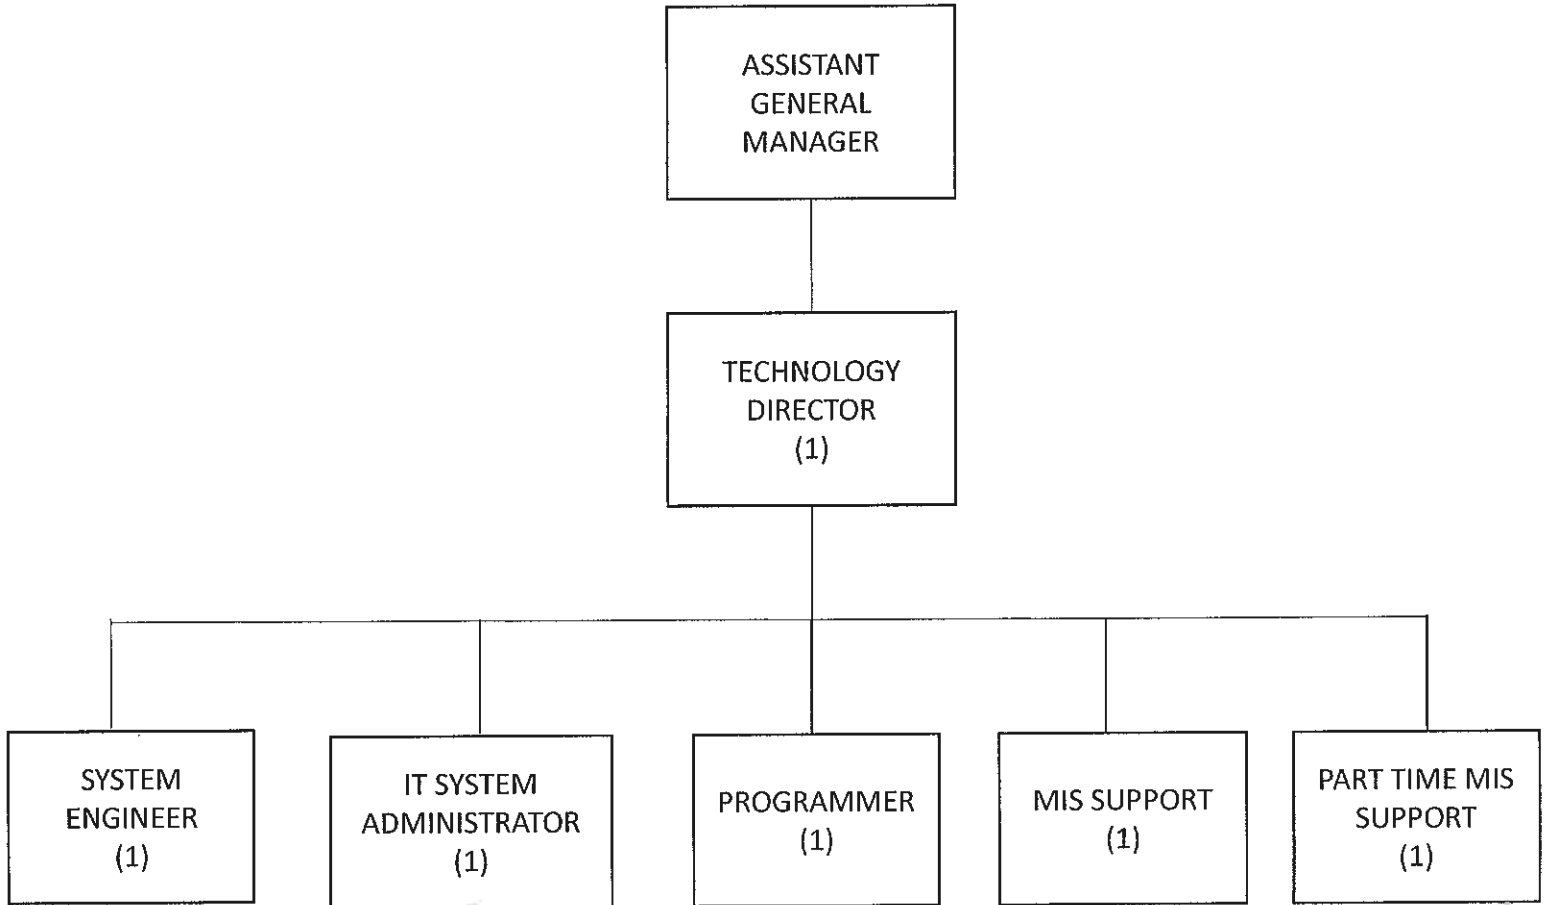 ASSISTANT
GENERAL
MANAGER
TECHNOLOGY
DIRECTOR
(1)
SYSTEM
ENGINEER
(1)
IT SYSTEM
ADMINISTRATOR
(1)
PROGRAMMER
(1)
MIS SUPPORT
(1)
PART TIME MIS
SUPPORT
(1)